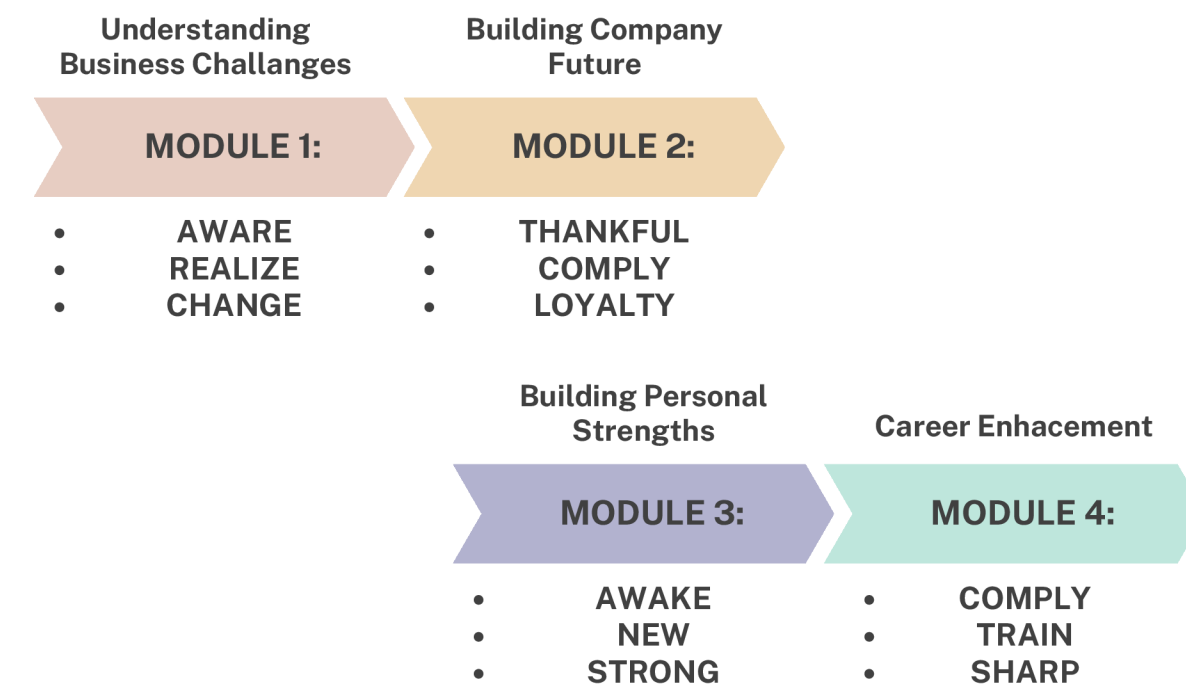 Understanding
Business Challanges
MODULE 1:
• AWARE
• REALIZE
• CHANGE
Building Company
Future
MODULE 2:
• THANKFUL
• COMPLY
• LOYALTY
Building Personal
Strengths
MODULE 3:
• AWAKE
• NEW
• STRONG
Career Enhacement
MODULE 4:
• COMPLY
• TRAIN
• SHARP